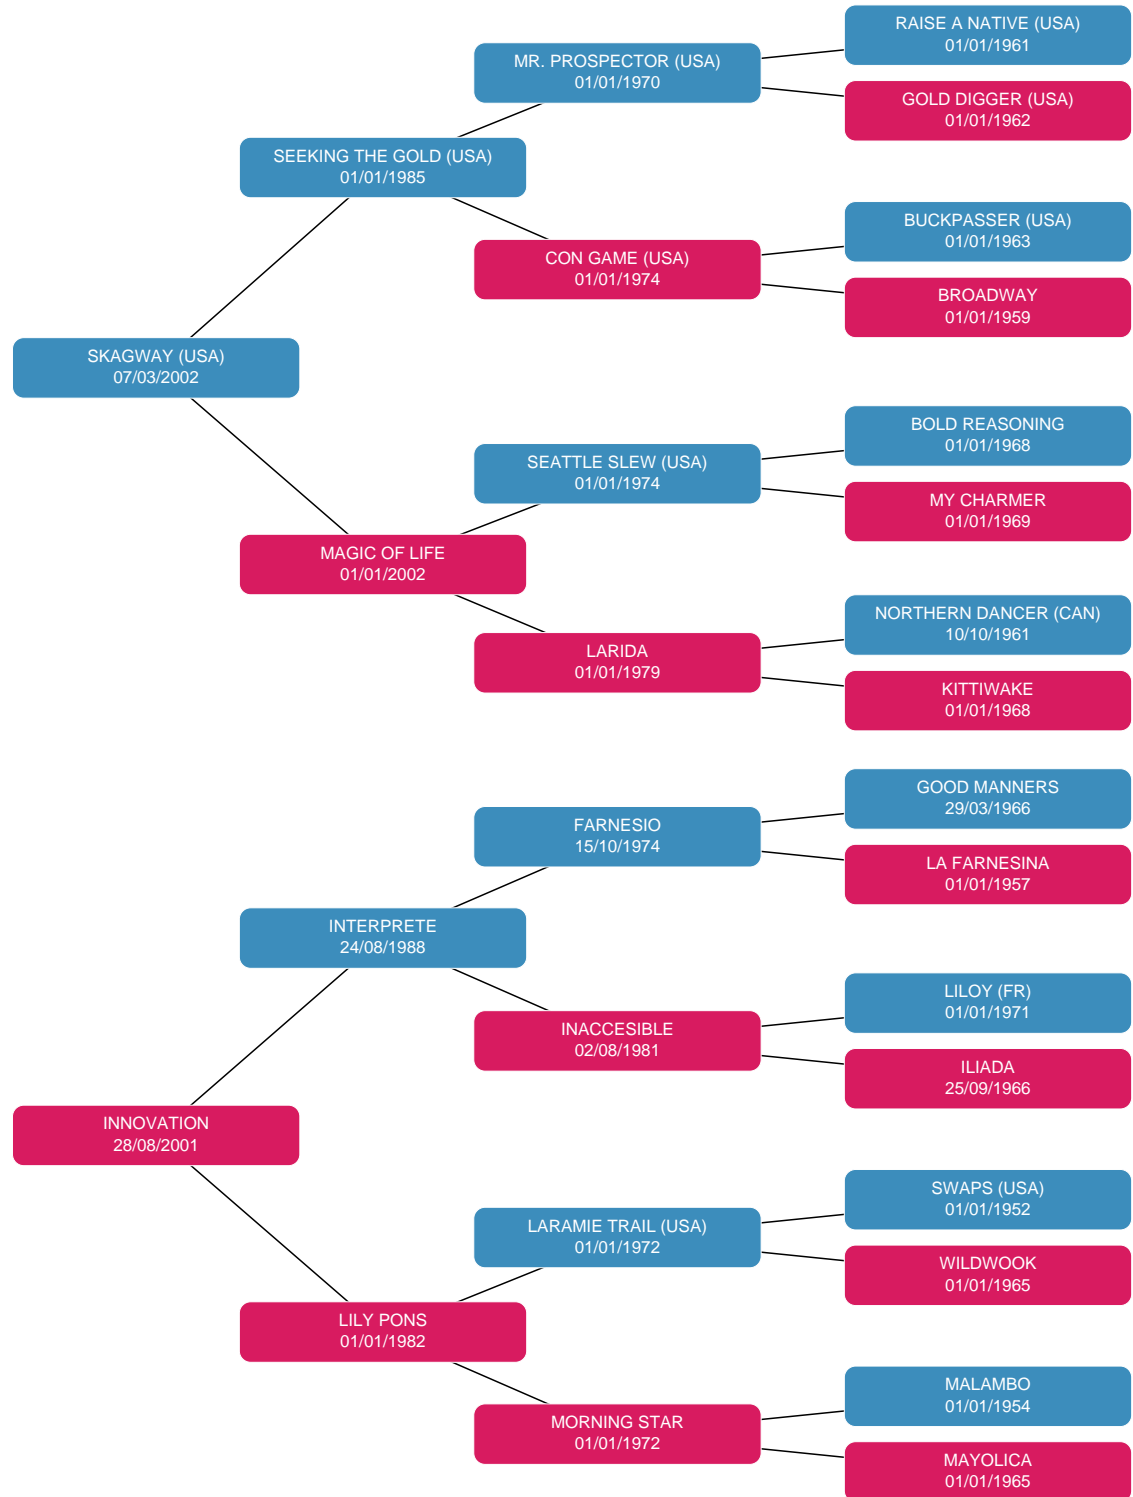 RAISE A NATIVE (USA)
01/01/1961
MR. PROSPECTOR (USA)
01/01/1970
GOLD DIGGER (USA)
01/01/1962
SEEKING THE GOLD (USA)
01/01/1985
BUCKPASSER (USA)
01/01/1963
CON GAME (USA)
01/01/1974
BROADWAY
01/01/1959
SKAGWAY (USA)
07/03/2002
BOLD REASONING
01/01/1968
SEATTLE SLEW (USA)
01/01/1974
MY CHARMER
01/01/1969
MAGIC OF LIFE
01/01/2002
NORTHERN DANCER (CAN)
10/10/1961
LARIDA
01/01/1979
KITTIWAKE
01/01/1968
GOOD MANNERS
29/03/1966
FARNESIO
15/10/1974
LA FARNESINA
01/01/1957
INTERPRETE
24/08/1988
LILOY (FR)
01/01/1971
INACCESIBLE
02/08/1981
ILIADA
25/09/1966
INNOVATION
28/08/2001
SWAPS (USA)
01/01/1952
LARAMIE TRAIL (USA)
01/01/1972
WILDWOOK
01/01/1965
LILY PONS
01/01/1982
MALAMBO
01/01/1954
MORNING STAR
01/01/1972
MAYOLICA
01/01/1965